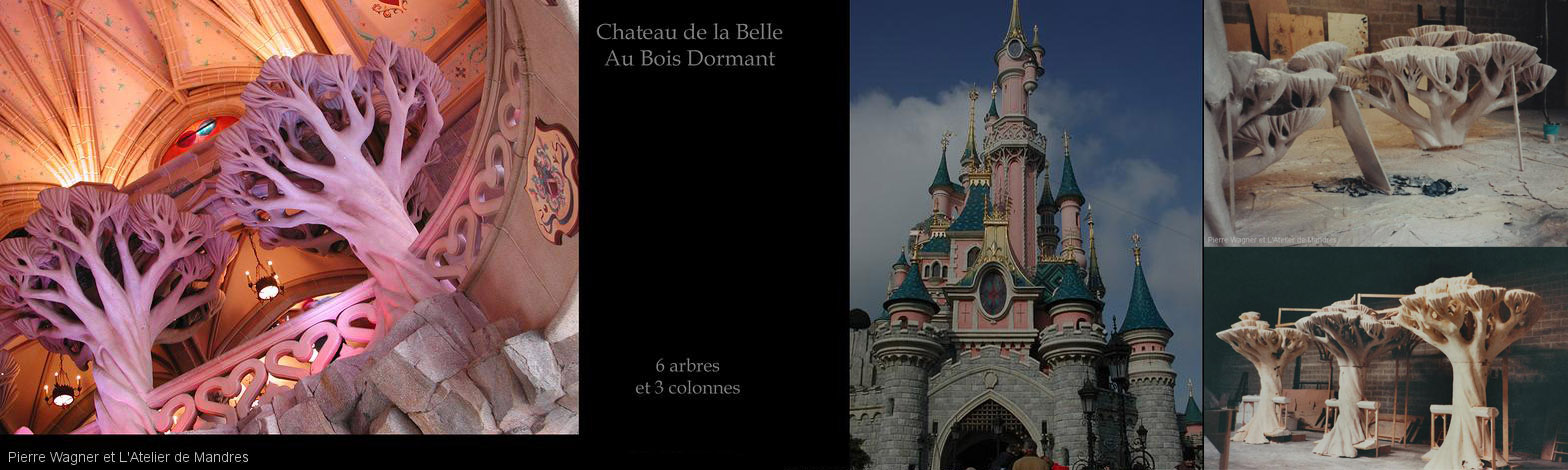 Chateau de la Belle
Au Bois Dormant
6 arbres
et 3 colonnes
Pierre Wagner et L'Atelier de Mandres
Pierre Wagner et L'Atelier de Mandres